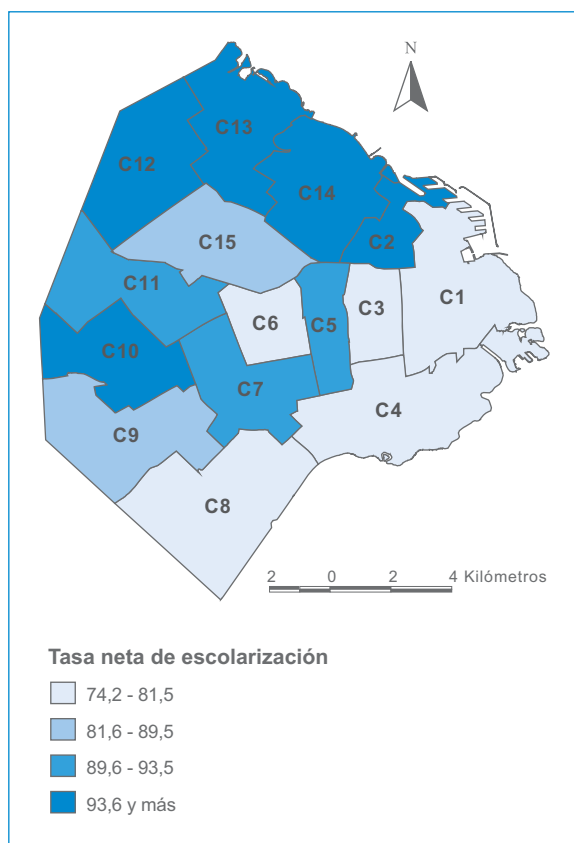 N
C13
C12
C14
C2
C15
C11
C1
C6
C5
C3
C10
C7
C4
C9
C8
2 0 2 4 Kilómetros
Tasa neta de escolarización
74,2 - 81,5
81,6 - 89,5
89,6 - 93,5
93,6 y más